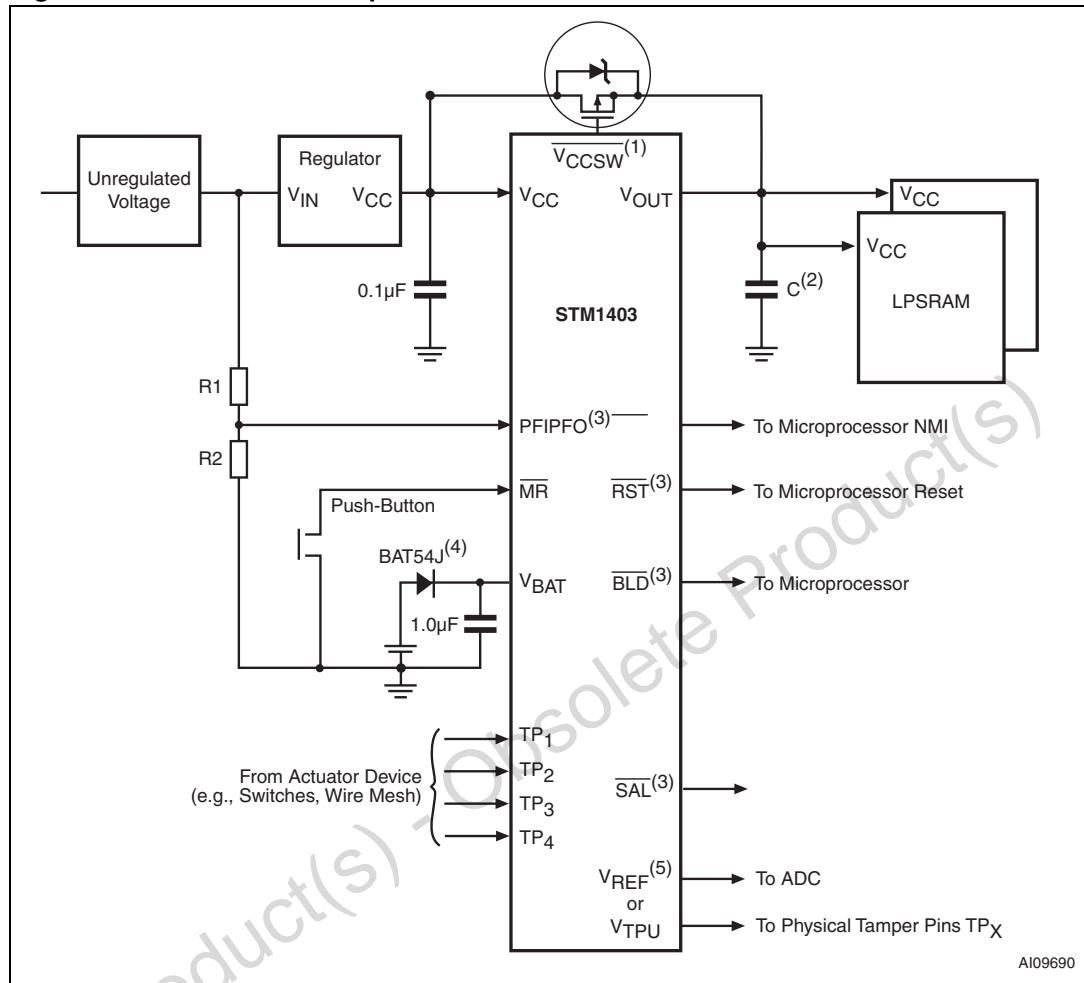 Unregulated
Voltage
Regulator
VIN
VCC
VCCSW(1)
VCC
VOUT
VCC
VCC
LPSRAM
0.1µF
C(2)
STM1403
R1
PFIPFO(3)
To Microprocessor NMI
R2
MR
RST(3)
To Microprocessor Reset
Push-Button
BAT54J(4)
VBAT
BLD(3)
To Microprocessor
1.0µF
TP1
From Actuator Device
(e.g., Switches, Wire Mesh)
TP2
TP3
TP4
SAL(3)
VREF(5)
To ADC
or
VTPU
To Physical Tamper Pins TPX
AI09690
duct(s) - Obsolete Product(s)